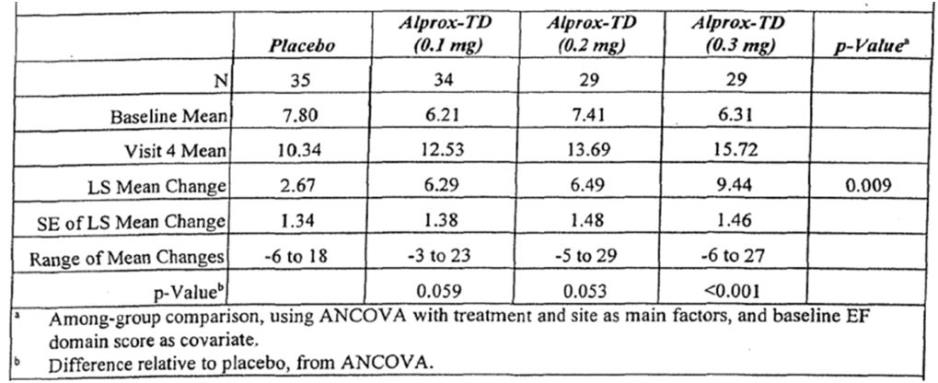 Placebo Alprox-TD (0.1 mg) Alprox-TD (0.2 mg) Alprox-TD (0.3 mg) p-Valueᵃ
N 35 34 29 29
Baseline Mean 7.80 6.21 7.41 6.31
Visit 4 Mean 10.34 12.53 13.69 15.72
LS Mean Change 2.67 6.29 6.49 9.44 0.009
SE of LS Mean Change 1.34 1.38 1.48 1.46
Range of Mean Changes -6 to 18 -3 to 23 -5 to 29 -6 to 27
p-Valueᵇ 0.059 0.053 <0.001
ᵃ Among-group comparison, using ANCOVA with treatment and site as main factors, and baseline EF
domain score as covariate.
ᵇ Difference relative to placebo, from ANCOVA.